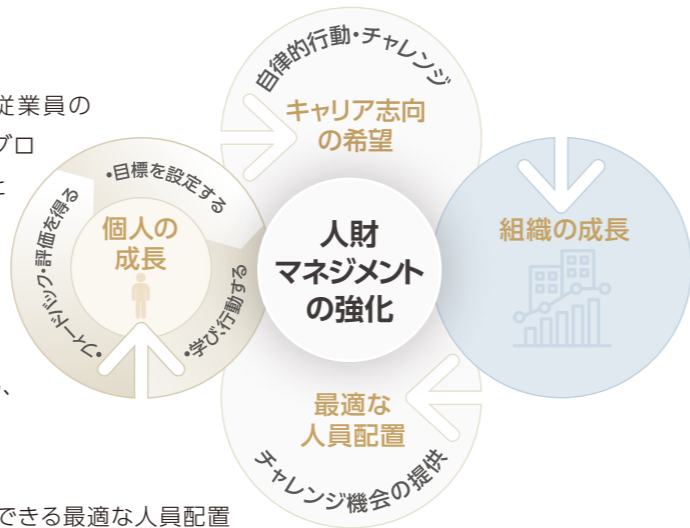 自律的行動・チャレンジ
キャリア志向
の希望
従業員の
グロ
・目標を設定する
・フィードバック・評価を得る
・学び、行動する
個人の
成長
人財
マネジメント
の強化
組織の成長
最適な
人員配置
チャレンジ機会の提供
、
できる最適な人員配置